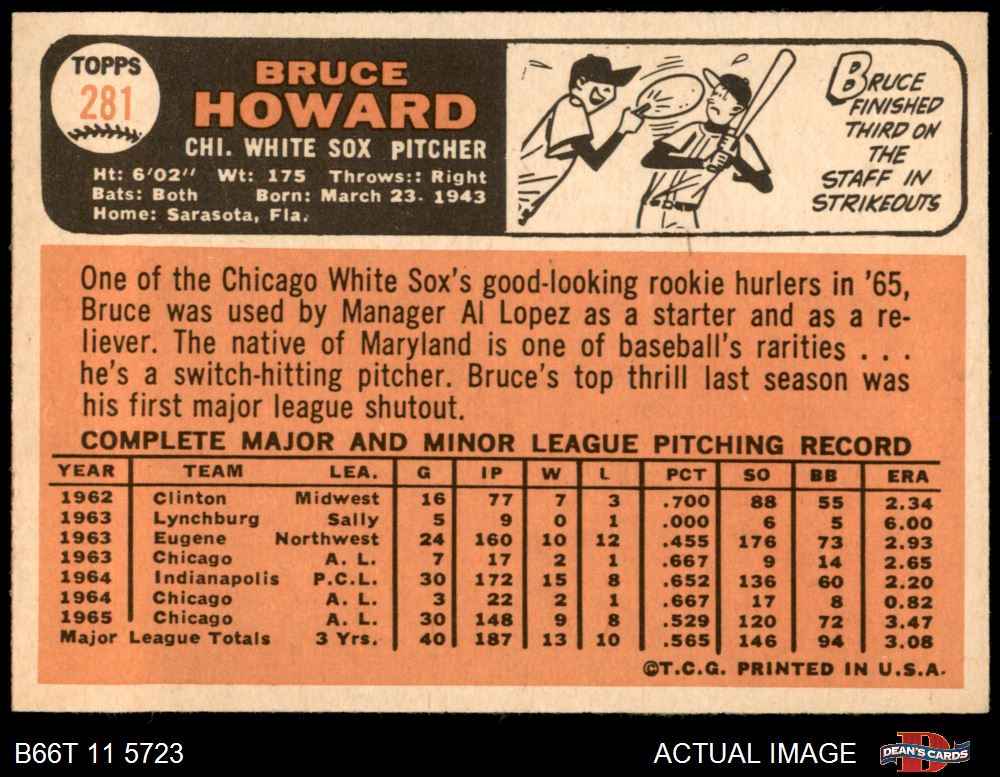 TOPPS
281
BRUCE
HOWARD
CHI. WHITE SOX PITCHER
Ht: 6'02" Wt: 175 Throws:: Right
Bats: Both Born: March 23. 1943
Home: Sarasota, Fla.
BRUCE
FINISHED
THIRD ON
THE
STAFF IN
STRIKEOUTS
One of the Chicago White Sox's good-looking rookie hurlers in '65,
Bruce was used by Manager Al Lopez as a starter and as a re-
liever. The native of Maryland is one of baseball's rarities . . .
he's a switch-hitting pitcher. Bruce's top thrill last season was
his first major league shutout.
COMPLETE MAJOR AND MINOR LEAGUE PITCHING RECORD
YEAR TEAM LEA. G IP W L PCT SO BB ERA
1962 Clinton Midwest 16 77 7 3 .700 88 55 2.34
1963 Lynchburg Sally 5 9 0 1 .000 6 5 6.00
1963 Eugene Northwest 24 160 10 12 .455 176 73 2.93
1963 Chicago A. L. 7 17 2 1 .667 9 14 2.65
1964 Indianapolis P.C.L. 30 172 15 8 .652 136 60 2.20
1964 Chicago A. L. 3 22 2 1 .667 17 8 0.82
1965 Chicago A. L. 30 148 9 8 .529 120 72 3.47
Major League Totals 3 Yrs. 40 187 13 10 .565 146 94 3.08
©T.C.G. PRINTED IN U.S.A.
B66T 11 5723
ACTUAL IMAGE
DEAN'S CARDS